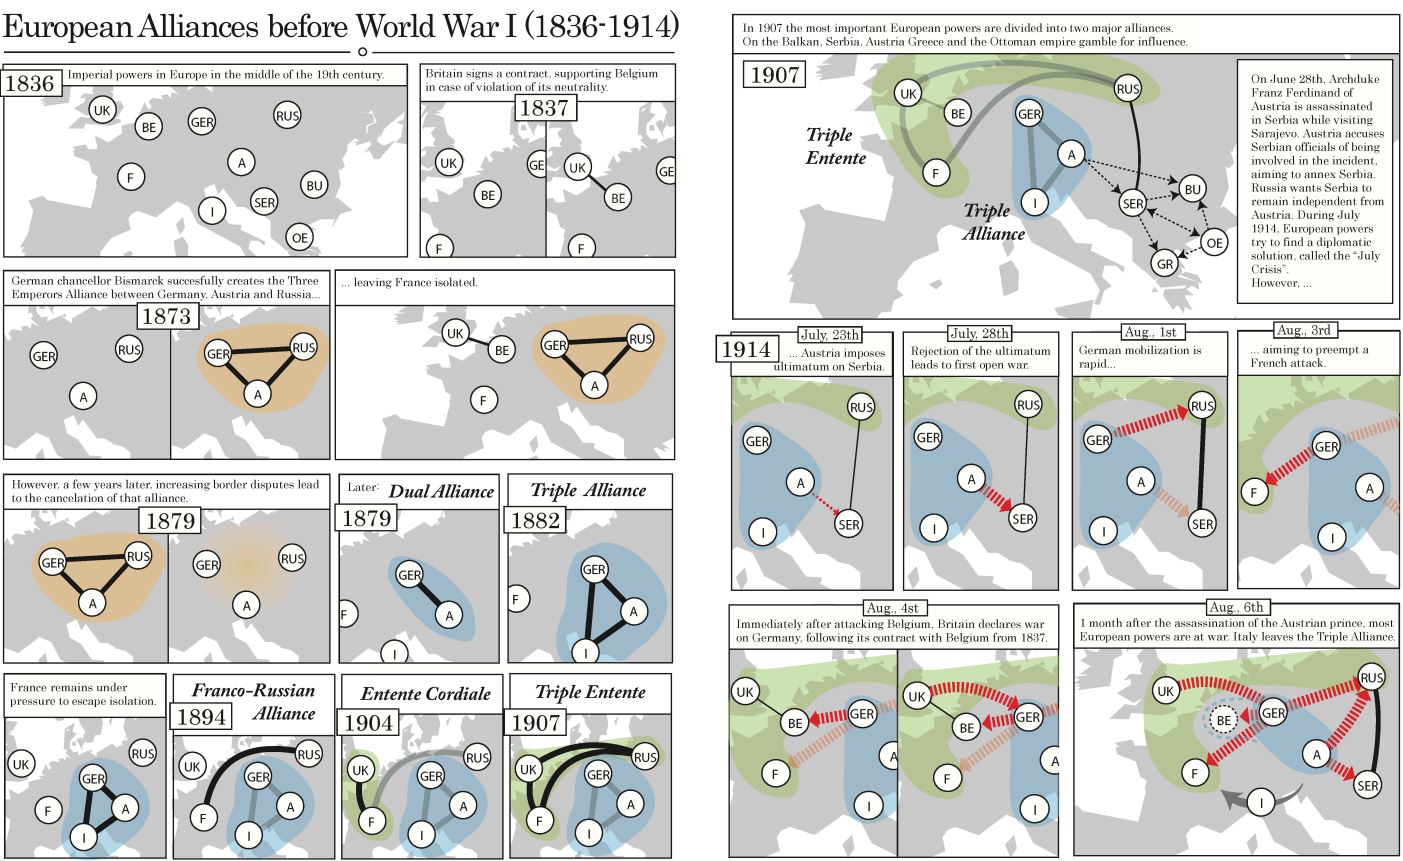 European Alliances before World War I (1836-1914)
1836
Imperial powers in Europe in the middle of the 19th century.
UK
BE
GER
RUS
F
A
BU
SER
I
OE
Britain signs a contract, supporting Belgium
in case of violation of its neutrality.
1837
UK
GE
BE
F
UK
GE
BE
F
German chancellor Bismarck succesfully creates the Three
Emperors Alliance between Germany, Austria and Russia...
1873
GER
RUS
A
GER
RUS
A
... leaving France isolated.
UK
BE
F
GER
RUS
A
However, a few years later, increasing border disputes lead
to the cancelation of that alliance.
1879
GER
RUS
A
GER
RUS
A
Later:
Dual Alliance
1879
GER
A
F
I
Triple Alliance
1882
GER
F
A
I
France remains under
pressure to escape isolation.
UK
RUS
GER
F
A
I
Franco-Russian
Alliance
1894
UK
RUS
GER
F
A
I
Entente Cordiale
1904
UK
RUS
GER
F
A
I
Triple Entente
1907
UK
RUS
GER
F
A
I
In 1907 the most important European powers are divided into two major alliances.
On the Balkan, Serbia, Austria Greece and the Ottoman empire gamble for influence.
1907
UK
BE
GER
RUS
Triple
Entente
F
A
Triple
Alliance
I
SER
BU
OE
GR
On June 28th, Archduke
Franz Ferdinand of
Austria is assassinated
in Serbia while visiting
Sarajevo. Austria accuses
Serbian officials of being
involved in the incident,
aiming to annex Serbia.
Russia wants Serbia to
remain independent from
Austria. During July
1914, European powers
try to find a diplomatic
solution, called the "July
Crisis".
However, ...
1914
July, 23th
... Austria imposes
ultimatum on Serbia.
RUS
GER
A
SER
I
July, 28th
Rejection of the ultimatum
leads to first open war.
RUS
GER
A
SER
I
Aug., 1st
German mobilization is
rapid...
RUS
GER
A
SER
I
Aug., 3rd
... aiming to preempt a
French attack.
GER
F
A
I
Aug., 4st
Immediately after attacking Belgium, Britain declares war
on Germany, following its contract with Belgium from 1837.
UK
BE
GER
F
A
I
UK
BE
GER
F
A
I
Aug., 6th
1 month after the assassination of the Austrian prince, most
European powers are at war. Italy leaves the Triple Alliance.
UK
BE
GER
RUS
F
A
SER
I